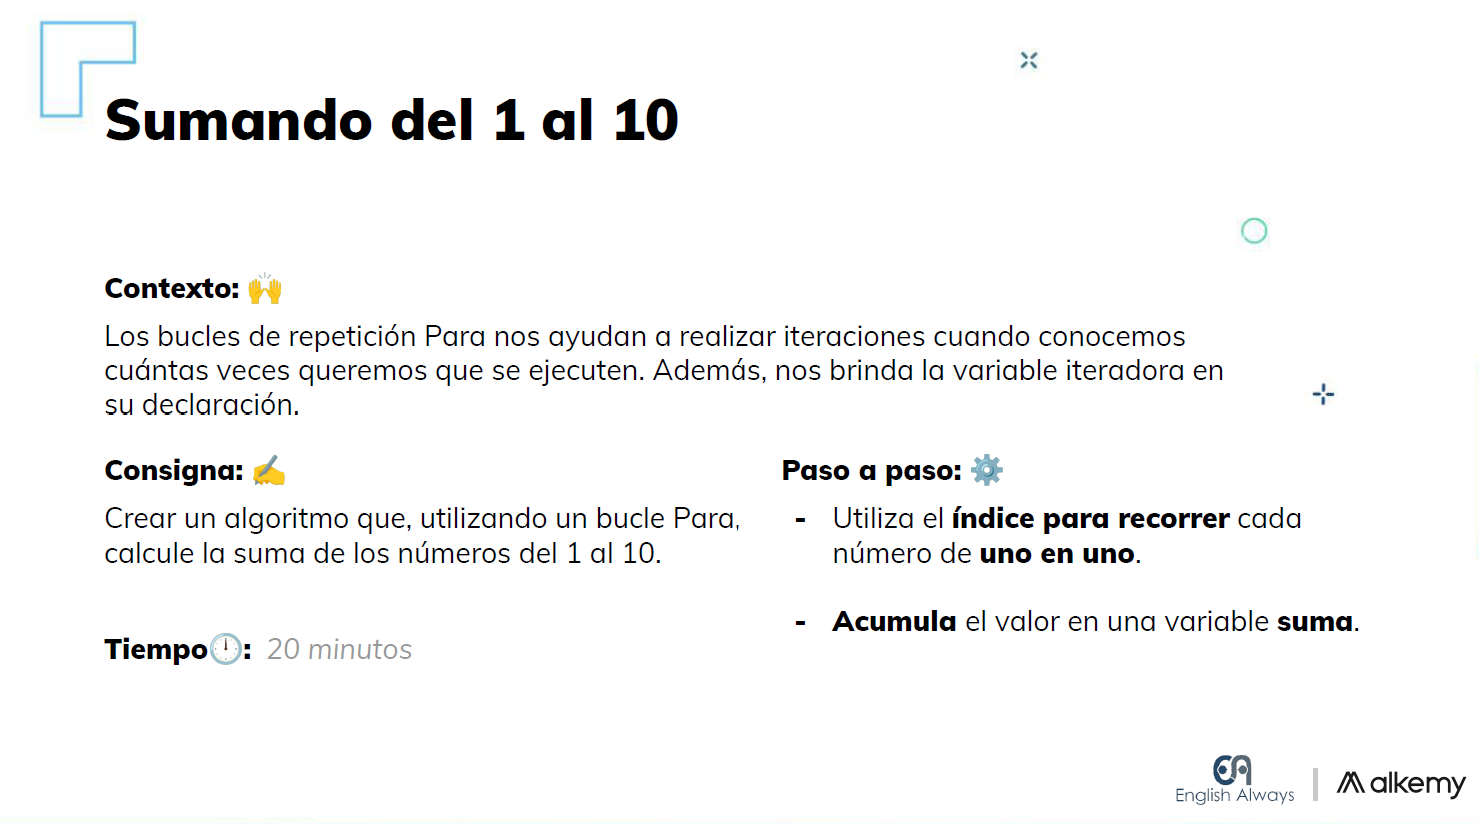 Sumando del 1 al 10
Contexto: 🙌
Los bucles de repetición Para nos ayudan a realizar iteraciones cuando conocemos
cuántas veces queremos que se ejecuten. Además, nos brinda la variable iteradora en
su declaración.
Consigna: ✍️
Crear un algoritmo que, utilizando un bucle Para,
calcule la suma de los números del 1 al 10.
Tiempo🕛: 20 minutos
Paso a paso: ⚙️
- Utiliza el índice para recorrer cada
número de uno en uno.
- Acumula el valor en una variable suma.
EA
English Always
alkemy